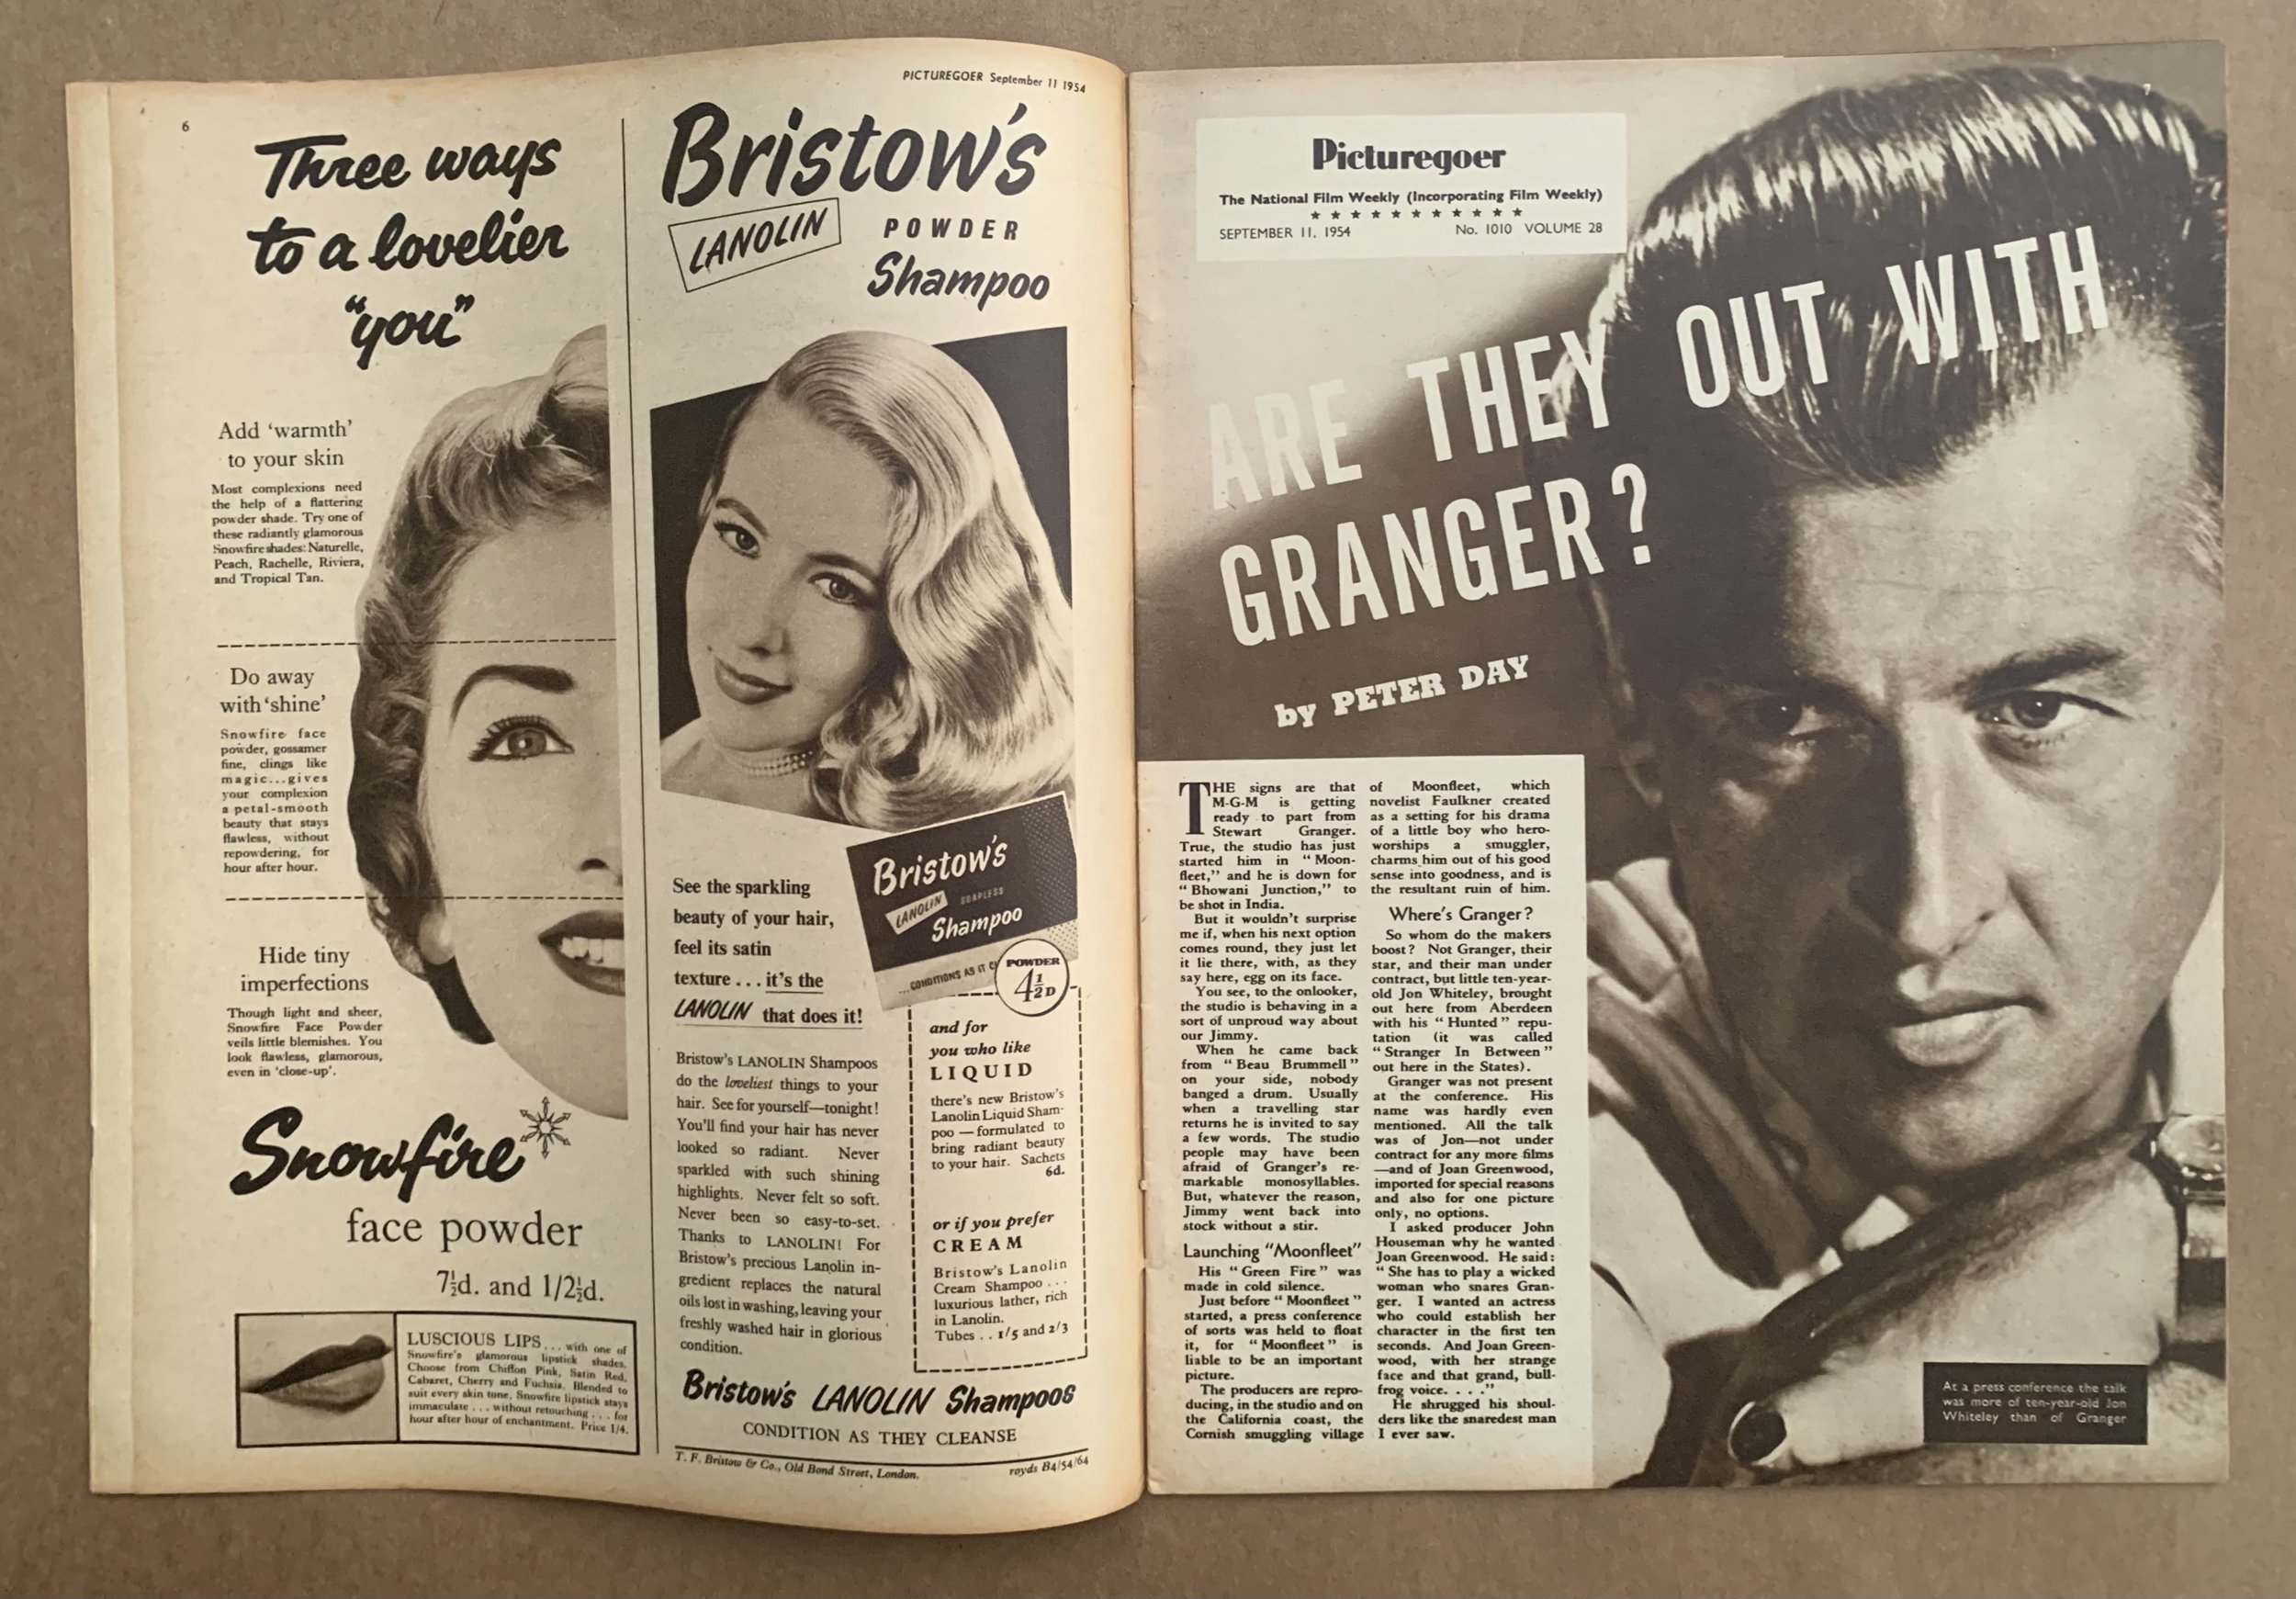 6
PICTUREGOER September 11 1954
Three ways
to a lovelier
"you"
Add 'warmth'
to your skin
Most complexions need
the help of a flattering
powder shade. Try one of
these radiantly glamorous
Snowfire shades: Naturelle,
Peach, Rachelle, Riviera,
and Tropical Tan.
Do away
with 'shine'
Snowfire face
powder, gossamer
fine, clings like
magic...gives
your complexion
a petal-smooth
beauty that stays
flawless, without
repowdering, for
hour after hour.
Hide tiny
imperfections
Though light and sheer,
Snowfire Face Powder
veils little blemishes. You
look flawless, glamorous,
even in 'close-up'.
Snowfire
face powder
7½d. and 1/2½d.
LUSCIOUS LIPS ... with one of
Snowfire's glamorous lipstick shades.
Choose from Chiffon Pink, Satin Red,
Cabaret, Cherry and Fuchsia. Blended to
suit every skin tone, Snowfire lipstick stays
immaculate ... without retouching ... for
hour after hour of enchantment. Price 1/4.
Bristow's
LANOLIN
POWDER
Shampoo
Bristow's
LANOLIN
SOAPLESS
Shampoo
...CONDITIONS AS IT C
POWDER
4½D
See the sparkling
beauty of your hair,
feel its satin
texture ... it's the
LANOLIN that does it!
Bristow's LANOLIN Shampoos
do the loveliest things to your
hair. See for yourself—tonight!
You'll find your hair has never
looked so radiant. Never
sparkled with such shining
highlights. Never felt so soft.
Never been so easy-to-set.
Thanks to LANOLIN! For
Bristow's precious Lanolin in-
gredient replaces the natural
oils lost in washing, leaving your
freshly washed hair in glorious
condition.
and for
you who like
LIQUID
there's new Bristow's
Lanolin Liquid Sham-
poo — formulated to
bring radiant beauty
to your hair. Sachets
6d.
or if you prefer
CREAM
Bristow's Lanolin
Cream Shampoo ...
luxurious lather, rich
in Lanolin.
Tubes .. 1/5 and 2/3
Bristow's LANOLIN Shampoos
CONDITION AS THEY CLEANSE
T. F. Bristow & Co., Old Bond Street, London.
royds B4/54/64
7
Picturegoer
The National Film Weekly (Incorporating Film Weekly)
★ ★ ★ ★ ★ ★ ★ ★ ★ ★ ★
SEPTEMBER 11, 1954
No. 1010 VOLUME 28
ARE THEY OUT WITH
GRANGER?
by PETER DAY
THE signs are that
M-G-M is getting
ready to part from
Stewart Granger.
True, the studio has just
started him in "Moon-
fleet," and he is down for
"Bhowani Junction," to
be shot in India.
But it wouldn't surprise
me if, when his next option
comes round, they just let
it lie there, with, as they
say here, egg on its face.
You see, to the onlooker,
the studio is behaving in a
sort of unproud way about
our Jimmy.
When he came back
from "Beau Brummell"
on your side, nobody
banged a drum. Usually
when a travelling star
returns he is invited to say
a few words. The studio
people may have been
afraid of Granger's re-
markable monosyllables.
But, whatever the reason,
Jimmy went back into
stock without a stir.
Launching "Moonfleet"
His "Green Fire" was
made in cold silence.
Just before "Moonfleet"
started, a press conference
of sorts was held to float
it, for "Moonfleet" is
liable to be an important
picture.
The producers are repro-
ducing, in the studio and on
the California coast, the
Cornish smuggling village
of Moonfleet, which
novelist Faulkner created
as a setting for his drama
of a little boy who hero-
worships a smuggler,
charms him out of his good
sense into goodness, and is
the resultant ruin of him.
Where's Granger?
So whom do the makers
boost? Not Granger, their
star, and their man under
contract, but little ten-year-
old Jon Whiteley, brought
out here from Aberdeen
with his "Hunted" repu-
tation (it was called
"Stranger In Between"
out here in the States).
Granger was not present
at the conference. His
name was hardly even
mentioned. All the talk
was of Jon—not under
contract for any more films
—and of Joan Greenwood,
imported for special reasons
and also for one picture
only, no options.
I asked producer John
Houseman why he wanted
Joan Greenwood. He said:
"She has to play a wicked
woman who snares Gran-
ger. I wanted an actress
who could establish her
character in the first ten
seconds. And Joan Green-
wood, with her strange
face and that grand, bull-
frog voice. . . ."
He shrugged his shoul-
ders like the snaredest man
I ever saw.
At a press conference the talk
was more of ten-year-old Jon
Whiteley than of Granger